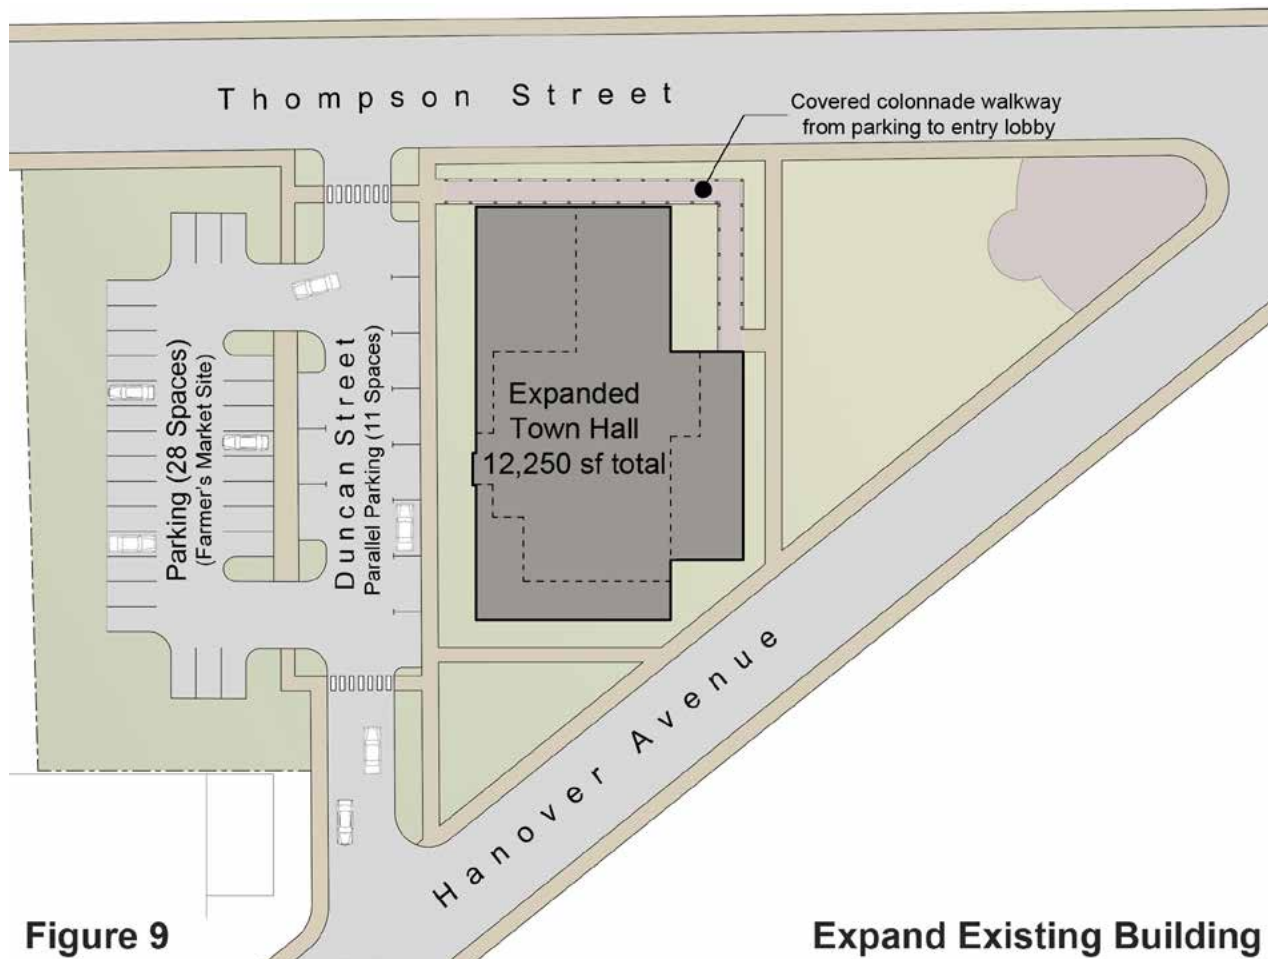 Thompson Street
Covered colonnade walkway
from parking to entry lobby
Parking (28 Spaces)
(Farmer's Market Site)
Duncan Street
Parallel Parking (11 Spaces)
Expanded
Town Hall
12,250 sf total
Hanover Avenue
Figure 9
Expand Existing Building